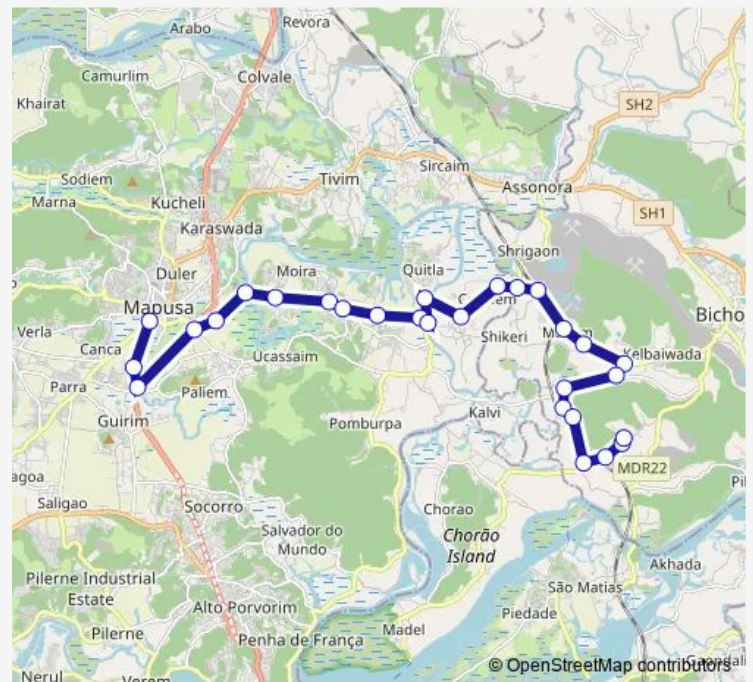 Arabo
Revora
Camurlim
Colvale
Khairat
SH2
Sircaim
Tivim
Assonora
Sodiem
Marna
Kucheli
SH1
Karaswada
Shrigaon
Duler
Moira
Quitla
Mapusa
Bicho
Verla
Shikeri
Canca
Kelbaiwada
Ucassaim
Parra
Paliem
Kalvi
Guirim
Pomburpa
MDR22
Saligao
Socorro
Chorao
Salvador do
Mundo
Chorão
Island
Akhada
Pilerne Industrial
Estate
São Matias
Alto Porvorim
Piedade
Pilerne
Madel
Penha de França
© OpenStreetMap contributors
Nerul